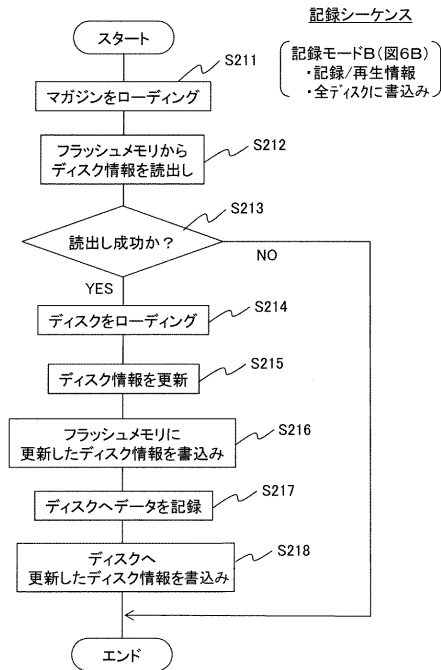 記録シーケンス
記録モードB(図6B)
・記録/再生情報
・全ディスクに書込み
スタート
S211
マガジンをローディング
S212
フラッシュメモリから
ディスク情報を読出し
S213
読出し成功か？
NO
YES
S214
ディスクをローディング
S215
ディスク情報を更新
S216
フラッシュメモリに
更新したディスク情報を書込み
S217
ディスクへデータを記録
S218
ディスクへ
更新したディスク情報を書込み
エンド